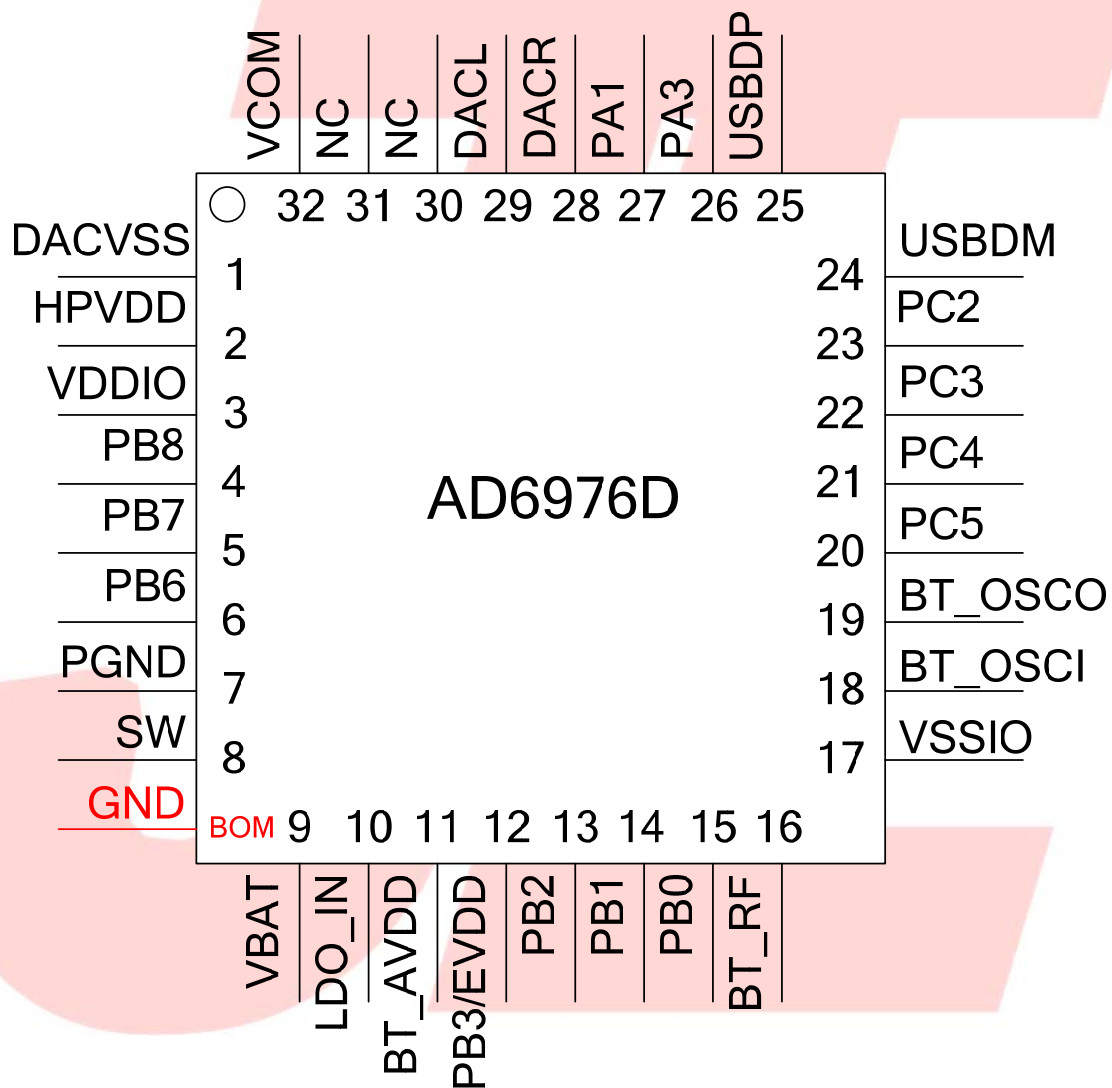 VCOM
NC
NC
DACL
DACR
PA1
PA3
USBDP
32 31 30 29 28 27 26 25
DACVSS
1
HPVDD
2
VDDIO
3
PB8
4
PB7
5
PB6
6
PGND
7
SW
8
GND
BOM
AD6976D
USBDM
24
PC2
23
PC3
22
PC4
21
PC5
20
BT_OSCO
19
BT_OSCI
18
VSSIO
17
9 10 11 12 13 14 15 16
VBAT
LDO_IN
BT_AVDD
PB3/EVDD
PB2
PB1
PB0
BT_RF